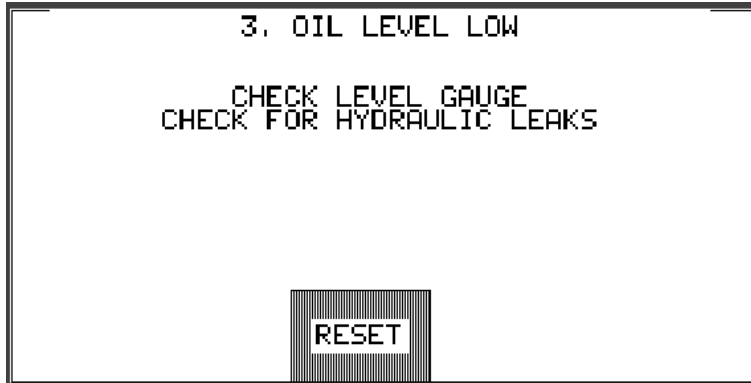 3. OIL LEVEL LOW
CHECK LEVEL GAUGE
CHECK FOR HYDRAULIC LEAKS
RESET